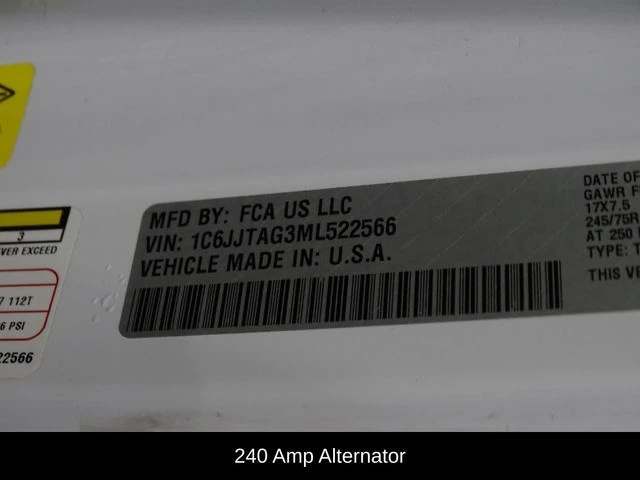 MFD BY: FCA US LLC
VIN: 1C6JJTAG3ML522566
VEHICLE MADE IN: U.S.A.
DATE OF
GAWR F
17X7.5
245/75R
AT 250
TYPE: T
THIS VE
3
VER EXCEED
7 112T
6 PSI
22566
240 Amp Alternator